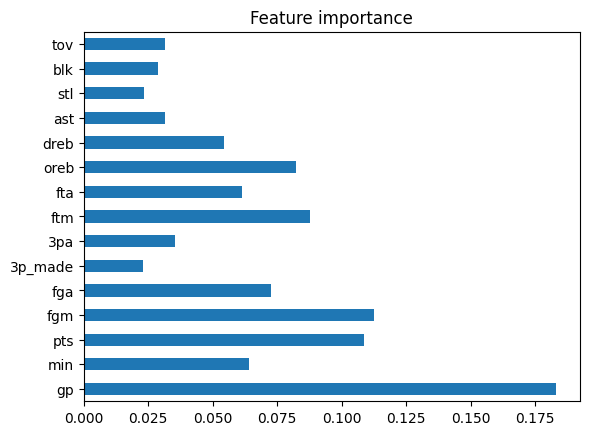 Feature importance
tov
blk
stl
ast
dreb
oreb
fta
ftm
3pa
3p_made
fga
fgm
pts
min
gp
0.000 0.025 0.050 0.075 0.100 0.125 0.150 0.175